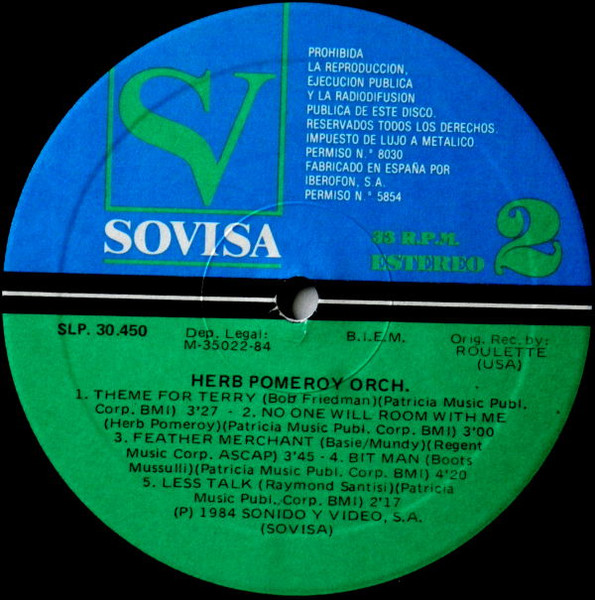 SV
SOVISA
PROHIBIDA
LA REPRODUCCION,
EJECUCION PUBLICA
Y LA RADIODIFUSION
PUBLICA DE ESTE DISCO.
RESERVADOS TODOS LOS DERECHOS.
IMPUESTO DE LUJO A METALICO
PERMISO N.° 8030
FABRICADO EN ESPAÑA POR
IBEROFON, S.A.
PERMISO N° 5854
33 R.P.M.
ESTEREO
2
SLP. 30.450
Dep. Legal:
M-35022-84
B.I.E.M.
Orig. Rec. by:
ROULETTE
(USA)
HERB POMEROY ORCH.
1. THEME FOR TERRY (Bob Friedman)(Patricia Music Publ.
Corp. BMI) 3'27 - 2. NO ONE WILL ROOM WITH ME
(Herb Pomeroy)(Patricia Music Publ. Corp. BMI) 3'00
3. FEATHER MERCHANT (Basie/Mundy)(Regent
Music Corp. ASCAP) 3'45 - 4. BIT MAN (Boots
Mussulli)(Patricia Music Publ. Corp. BMI) 4'20
5. LESS TALK (Raymond Santisi)(Patricia
Music Publ. Corp. BMI) 2'17
(P) 1984 SONIDO Y VIDEO, S.A.
(SOVISA)